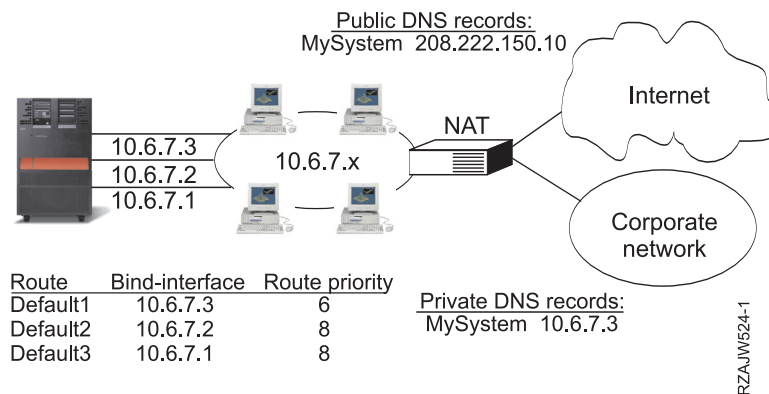 Public DNS records:
MySystem 208.222.150.10
Internet
NAT
10.6.7.3
10.6.7.2
10.6.7.1
10.6.7.x
Corporate
network
Route Bind-interface Route priority
Default1 10.6.7.3 6
Default2 10.6.7.2 8
Default3 10.6.7.1 8
Private DNS records:
MySystem 10.6.7.3
RZAJW524-1